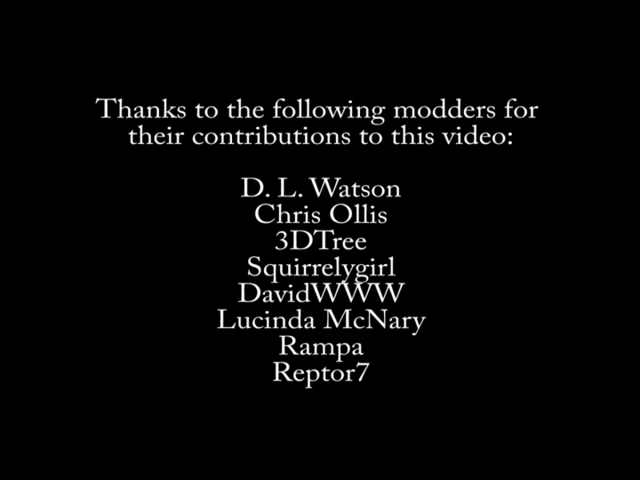 Thanks to the following modders for
their contributions to this video:
D. L. Watson
Chris Ollis
3DTree
Squirrelygirl
DavidWWW
Lucinda McNary
Rampa
Reptor7